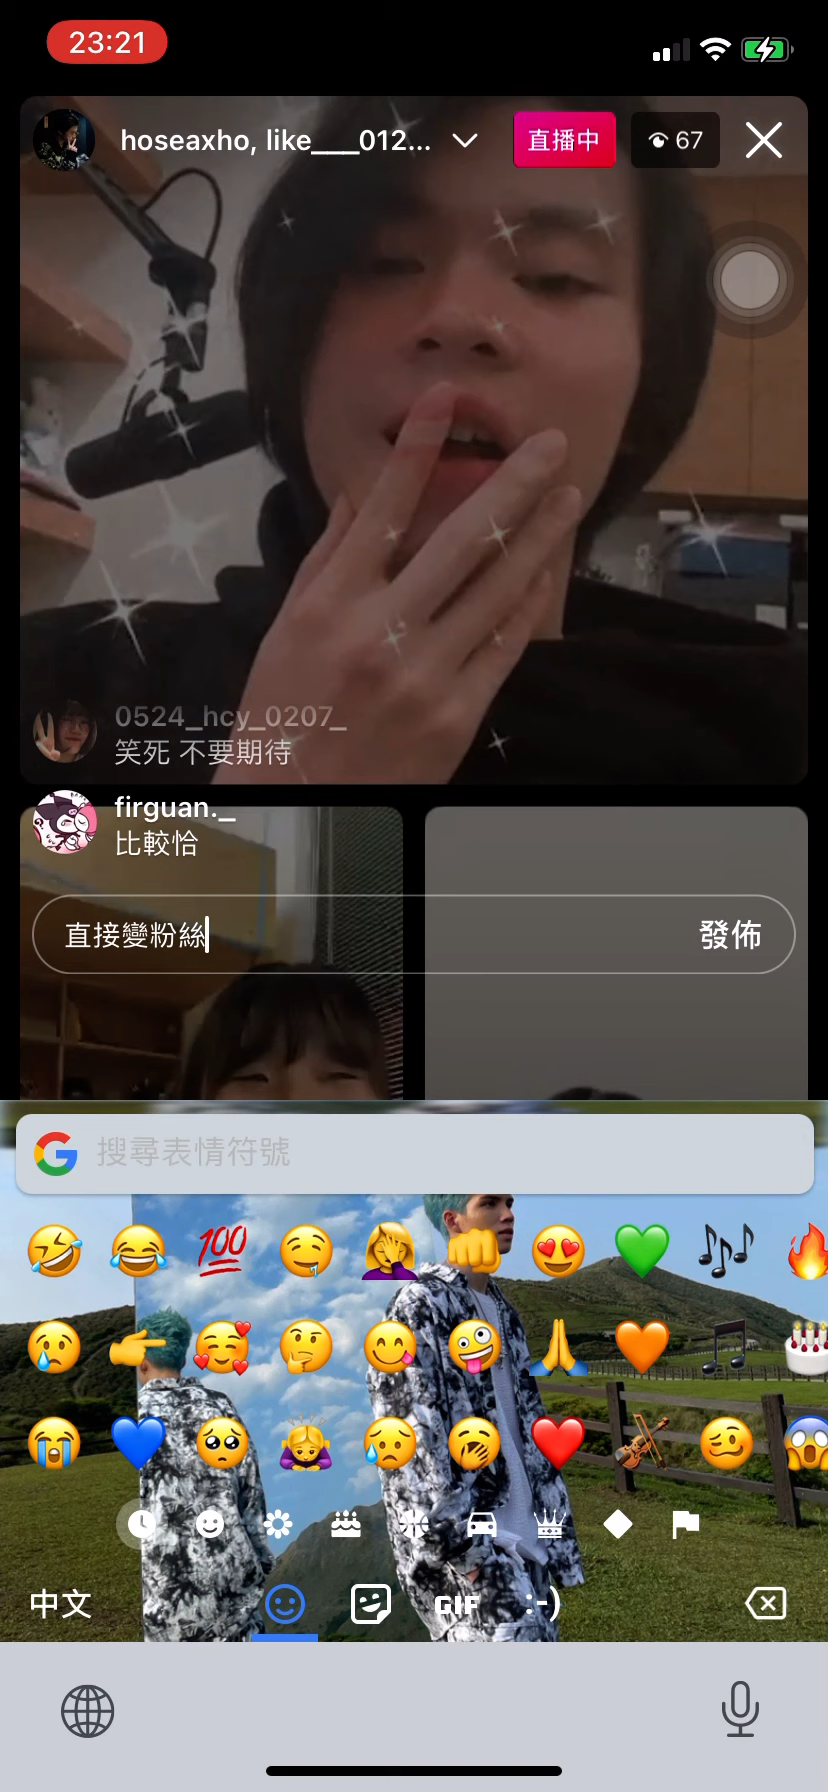 23:21
hoseaxho, like___012...
直播中
67
0524_hcy_0207_
笑死 不要期待
firguan._
比較恰
直接變粉絲
發佈
搜尋表情符號
100
中文
GIF
:-)